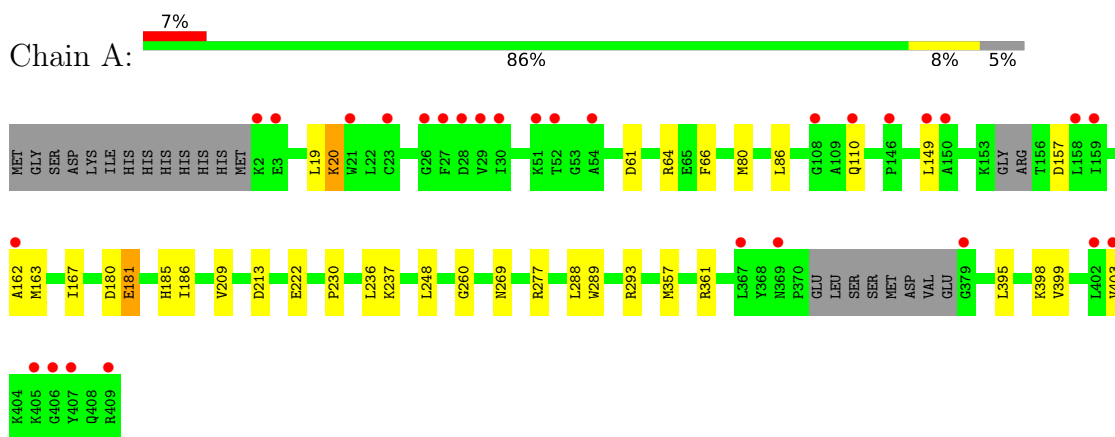 7%
Chain A:
86% 8% 5%
MET GLY SER ASP LYS ILE HIS HIS HIS HIS HIS HIS MET K2 E3 L19 K20 W21 L22 C23 G26 F27 D28 V29 I30 K51 T52 G53 A54 D61 R64 E65 F66 M80 L86 G108 A109 Q110 P146 L149 A150 K153 GLY ARG T156 D157 L158 I159
A162 M163 I167 D180 E181 H185 I186 V209 D213 E222 P230 L236 K237 L248 G260 N269 R277 L288 W289 R293 M357 R361 L367 Y368 N369 P370 GLU LEU SER SER MET ASP VAL GLU G379 L395 K398 V399 L402
K404 K405 G406 Y407 Q408 R409